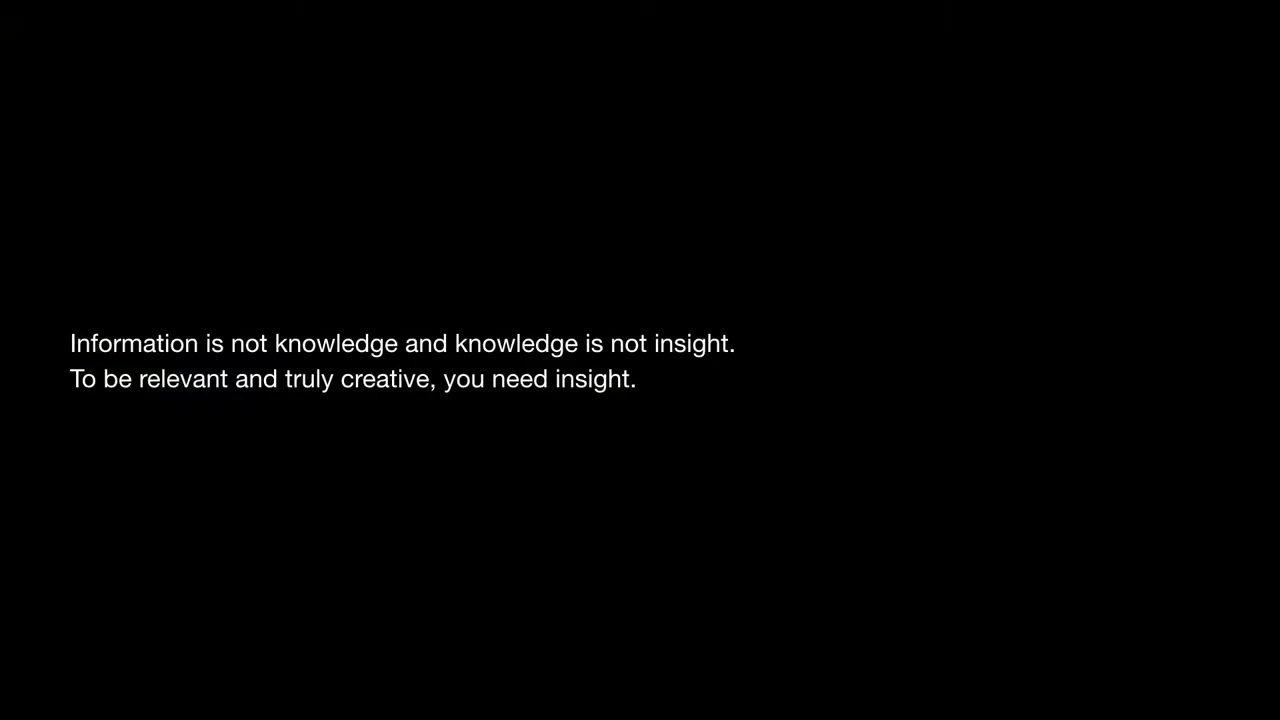 Information is not knowledge and knowledge is not insight.
To be relevant and truly creative, you need insight.